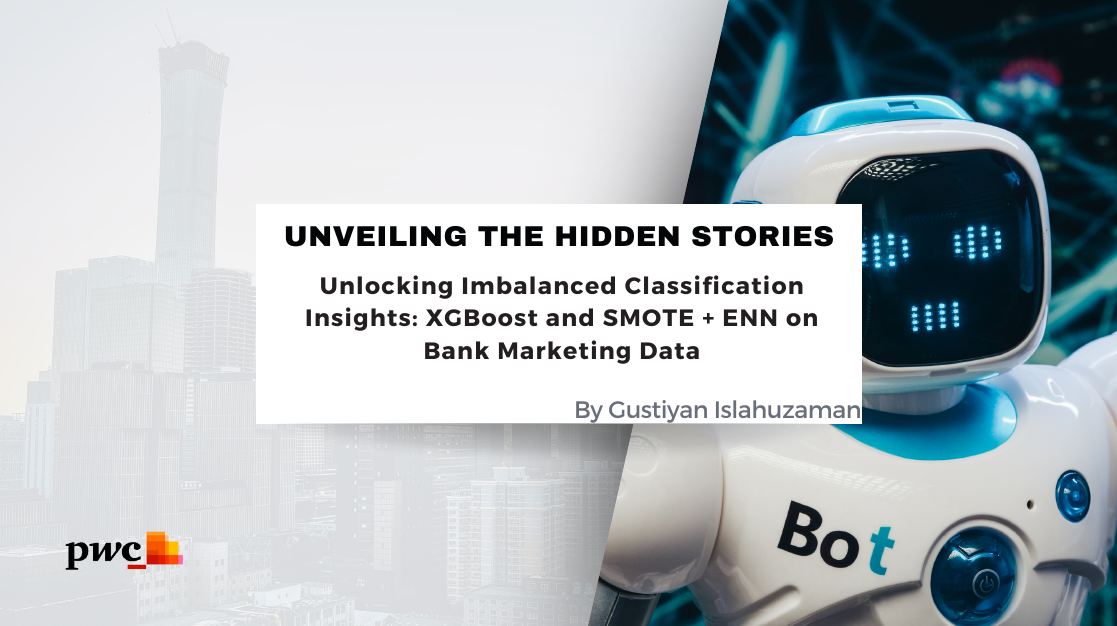 UNVEILING THE HIDDEN STORIES
Unlocking Imbalanced Classification
Insights: XGBoost and SMOTE + ENN on
Bank Marketing Data
By Gustiyan Islahuzaman
pwc
Bot